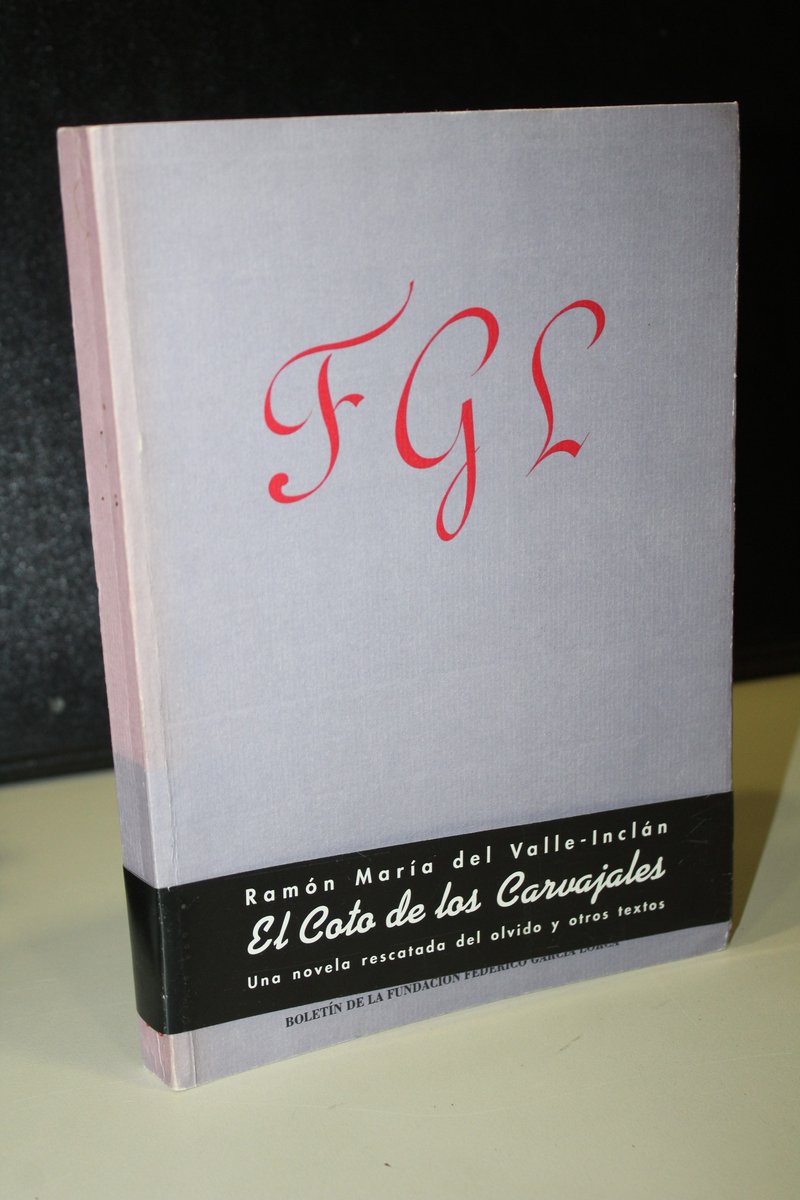 FGL
Ramón María del Valle-Inclán
El Coto de los Carvajales
Una novela rescatada del olvido y otros textos
BOLETÍN DE LA FUNDACIÓN FEDERICO GARCÍA LORCA